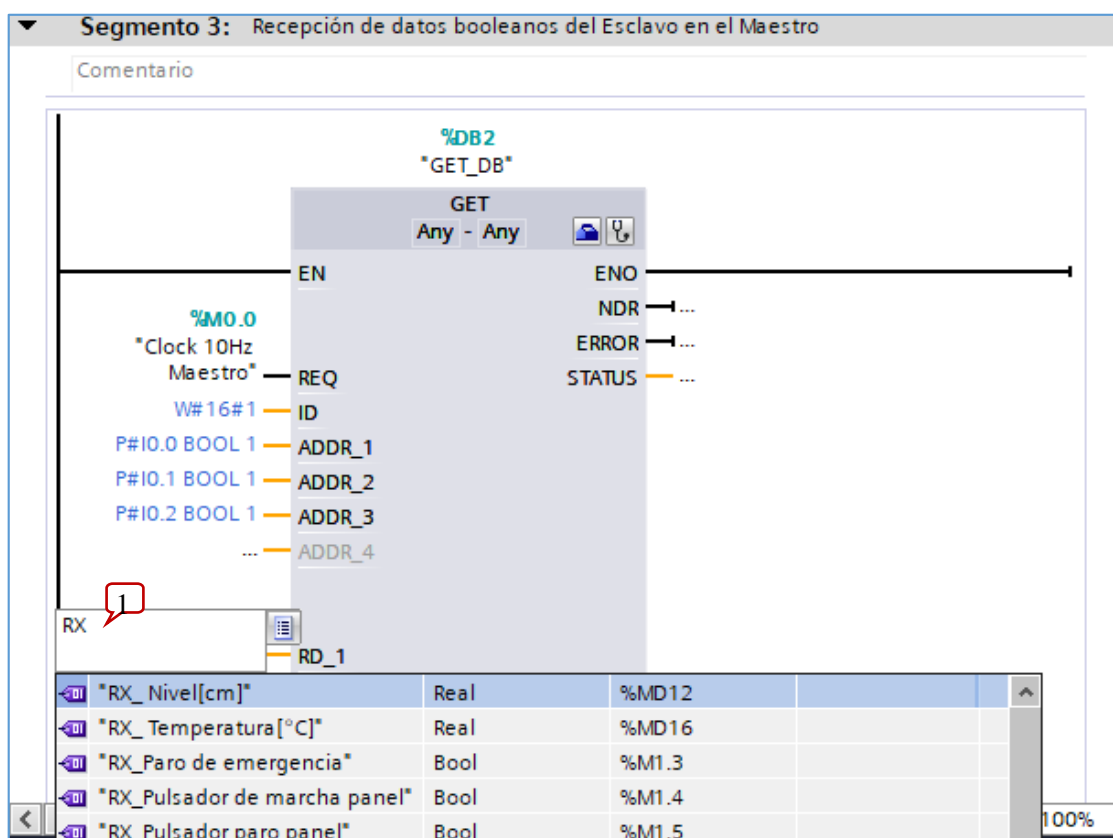 Segmento 3: Recepción de datos booleanos del Esclavo en el Maestro
Comentario
%DB2
"GET_DB"
GET
Any - Any
EN ENO
%M0.0 NDR ...
"Clock 10Hz ERROR ...
Maestro" REQ STATUS ...
W#16#1 ID
P#I0.0 BOOL 1 ADDR_1
P#I0.1 BOOL 1 ADDR_2
P#I0.2 BOOL 1 ADDR_3
... ADDR_4
1
RX
RD_1
"RX_ Nivel[cm]" Real %MD12
"RX_ Temperatura[°C]" Real %MD16
"RX_Paro de emergencia" Bool %M1.3
"RX_Pulsador de marcha panel" Bool %M1.4
"RX_Pulsador paro panel" Bool %M1.5
100%